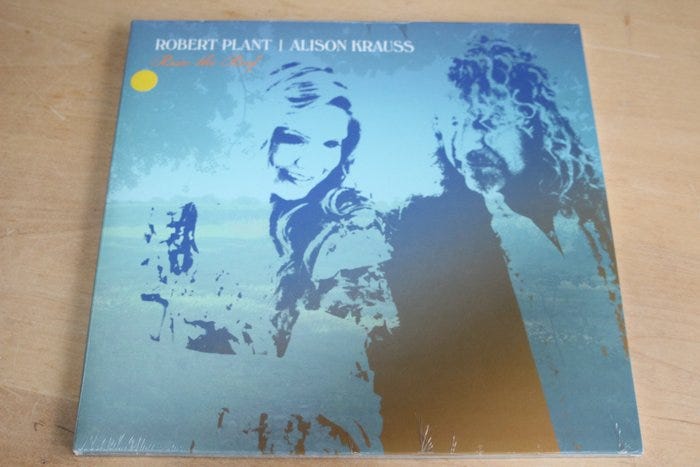 ROBERT PLANT | ALISON KRAUSS
Raise the Roof